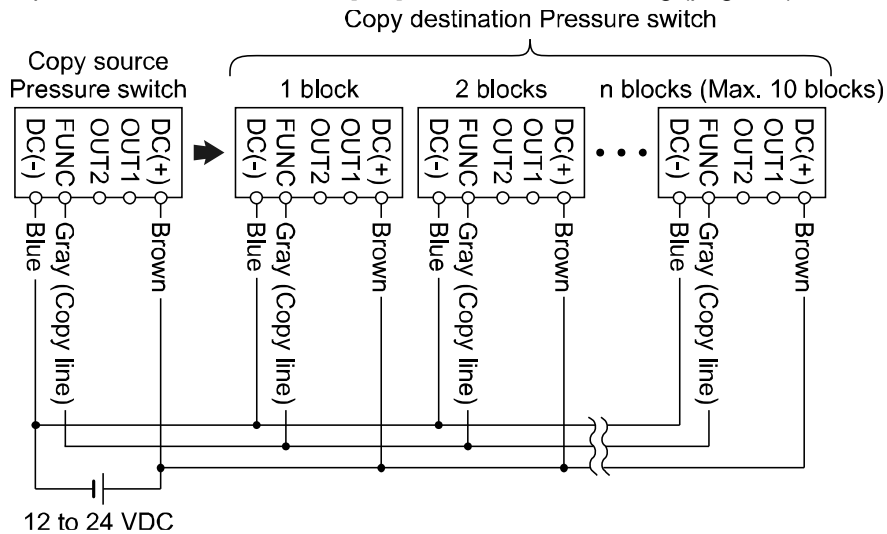 Copy destination Pressure switch
Copy source
Pressure switch
1 block
2 blocks
n blocks (Max. 10 blocks)
DC(-)
FUNC
OUT2
OUT1
DC(+)
DC(-)
FUNC
OUT2
OUT1
DC(+)
DC(-)
FUNC
OUT2
OUT1
DC(+)
DC(-)
FUNC
OUT2
OUT1
DC(+)
Blue
Gray (Copy line)
Brown
Blue
Gray (Copy line)
Brown
Blue
Gray (Copy line)
Brown
Blue
Gray (Copy line)
Brown
12 to 24 VDC